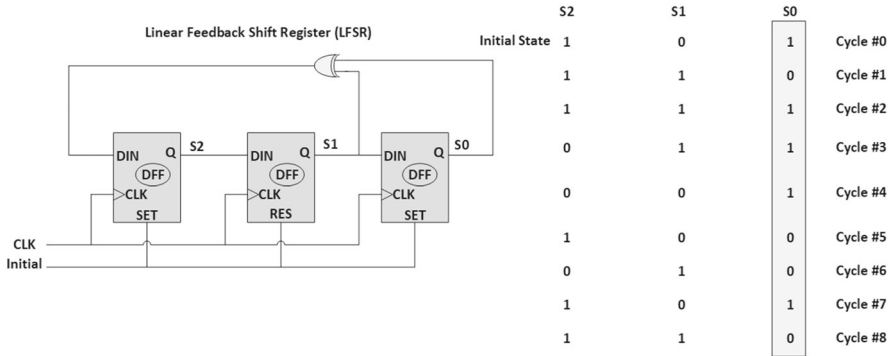 S2 S1 S0
Linear Feedback Shift Register (LFSR)
Initial State 1 0 1 Cycle #0
1 1 0 Cycle #1
1 1 1 Cycle #2
0 1 1 Cycle #3
0 0 1 Cycle #4
1 0 0 Cycle #5
0 1 0 Cycle #6
1 0 1 Cycle #7
1 1 0 Cycle #8
DIN Q S2 DIN Q S1 DIN Q S0
DFF DFF DFF
CLK CLK CLK
SET RES SET
CLK
Initial